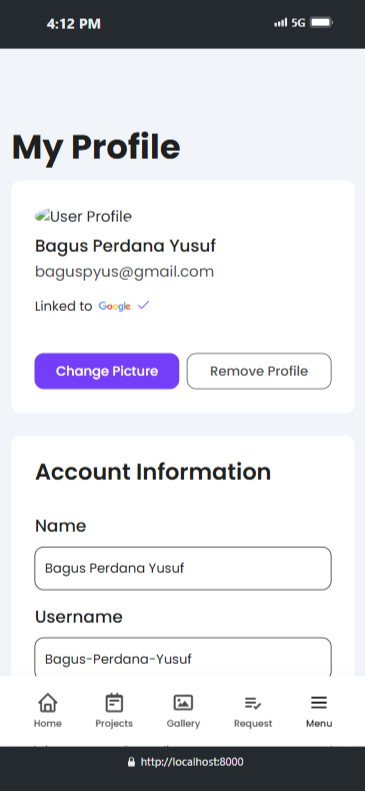 4:12 PM 5G
My Profile
User Profile
Bagus Perdana Yusuf
baguspyus@gmail.com
Linked to Google
Change Picture Remove Profile
Account Information
Name
Bagus Perdana Yusuf
Username
Bagus-Perdana-Yusuf
Home Projects Gallery Request Menu
http://localhost:8000